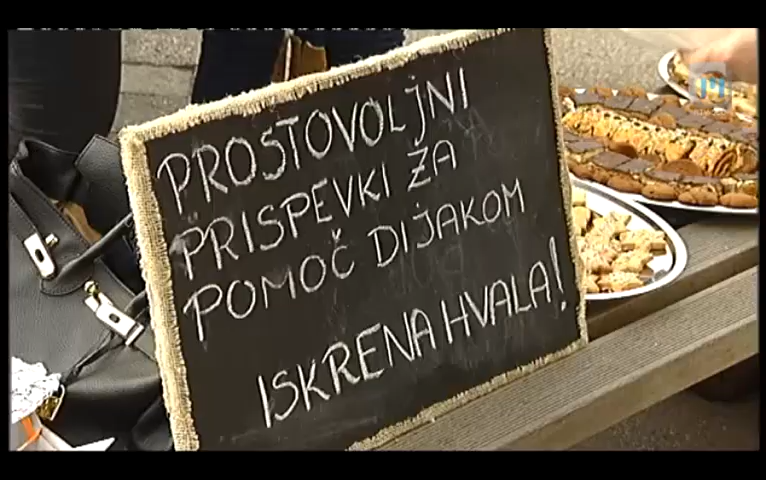 PROSTOVOLJNI
PRISPEVKI ZA
POMOČ DIJAKOM
ISKRENA HVALA!